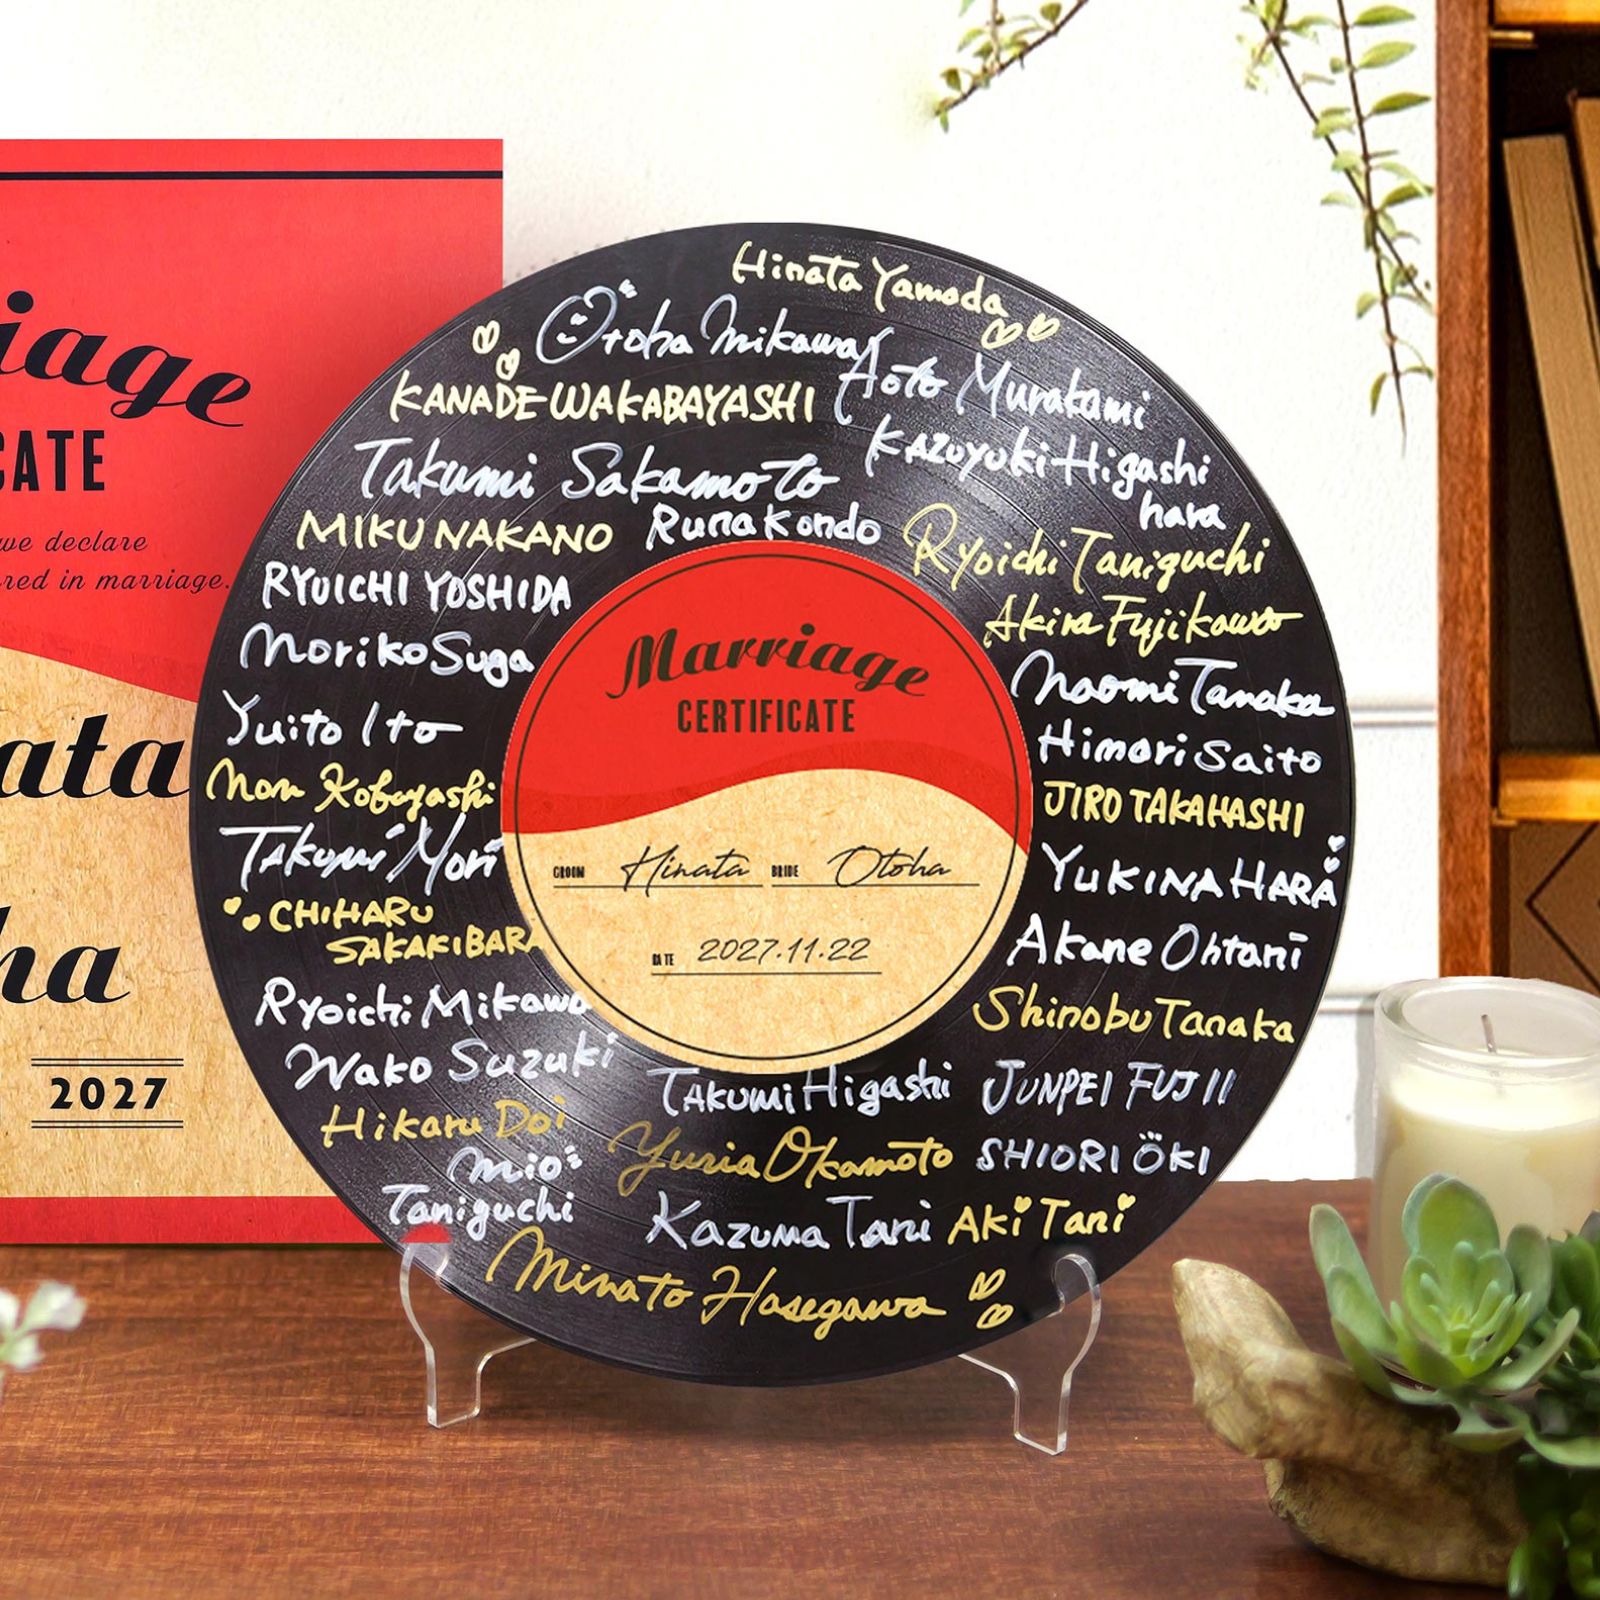 iage
CATE
we declare
red in marriage.
ata
ha
2027
Hinata Yamada
Otoha Mikawa
Aoto Murakami
KANADE WAKABAYASHI
KAZUYUKI Higashi
hara
Takumi Sakamoto
Runa Kondo
MIKU NAKANO
Ryoichi Taniguchi
RYUICHI YOSHIDA
Akira Fujikawa
Noriko Suga
Naomi Tanaka
Yuito Ito
Himari Saito
Non Kobayashi
JIRO TAKAHASHI
TAkumi Mori
YUKINA HARA
CHIHARU
SAKAKIBARA
Akane Ohtani
Ryoichi Mikawa
Shinobu Tanaka
Wako Suzuki
TAkumi Higashi
JUNPEI FUJII
Hikaru Doi
Yuria Okamoto
SHIORI ÖKI
Mio
Taniguchi
Kazuma Tani
AKi Tani
Minato Hasegawa
Marriage
CERTIFICATE
GROOM Hinata BRIDE Otoha
DATE 2027.11.22